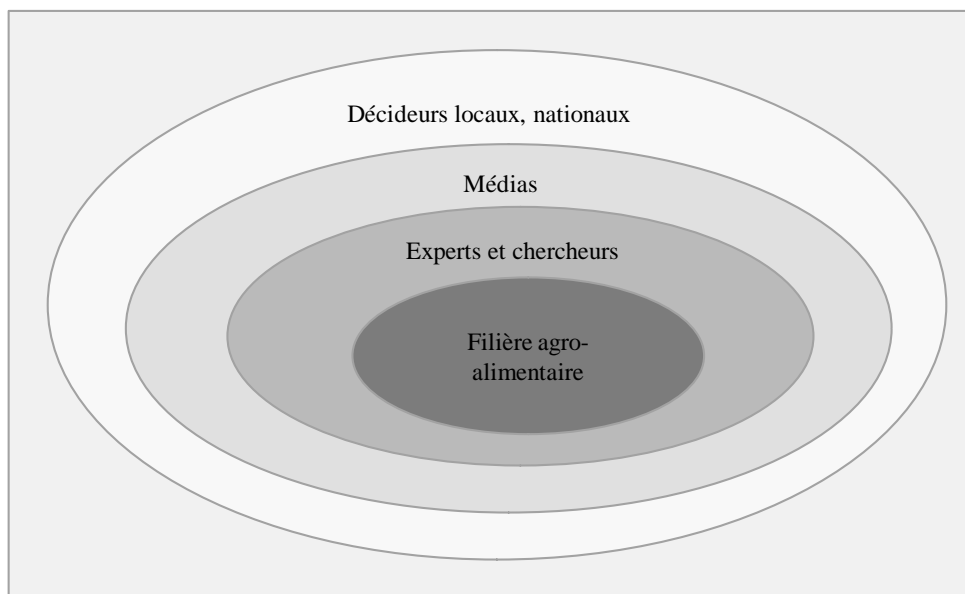 Décideurs locaux, nationaux
Médias
Experts et chercheurs
Filière agro-
alimentaire